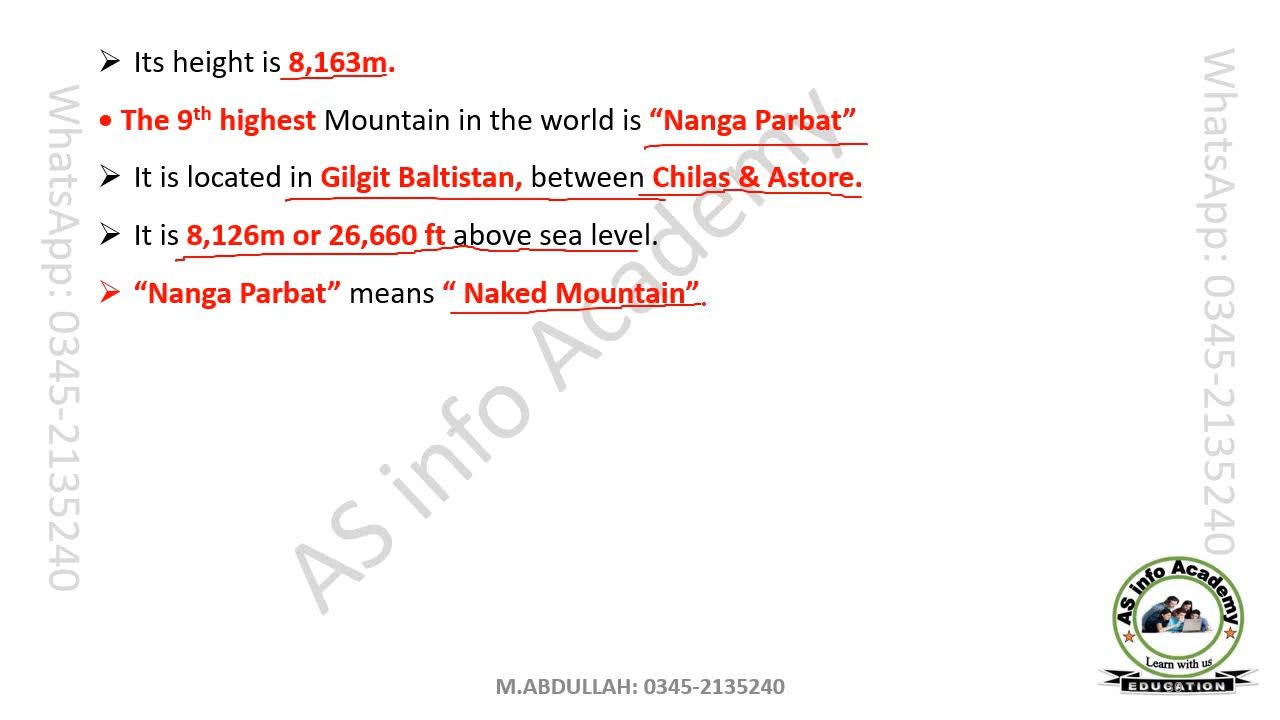 ➢ Its height is 8,163m.
• The 9th highest Mountain in the world is “Nanga Parbat”
➢ It is located in Gilgit Baltistan, between Chilas & Astore.
➢ It is 8,126m or 26,660 ft above sea level.
➢ “Nanga Parbat” means “ Naked Mountain”.
WhatsApp: 0345-2135240
AS info Academy
WhatsApp: 0345-2135240
AS info Academy
Learn with us
EDUCATION
M.ABDULLAH: 0345-2135240